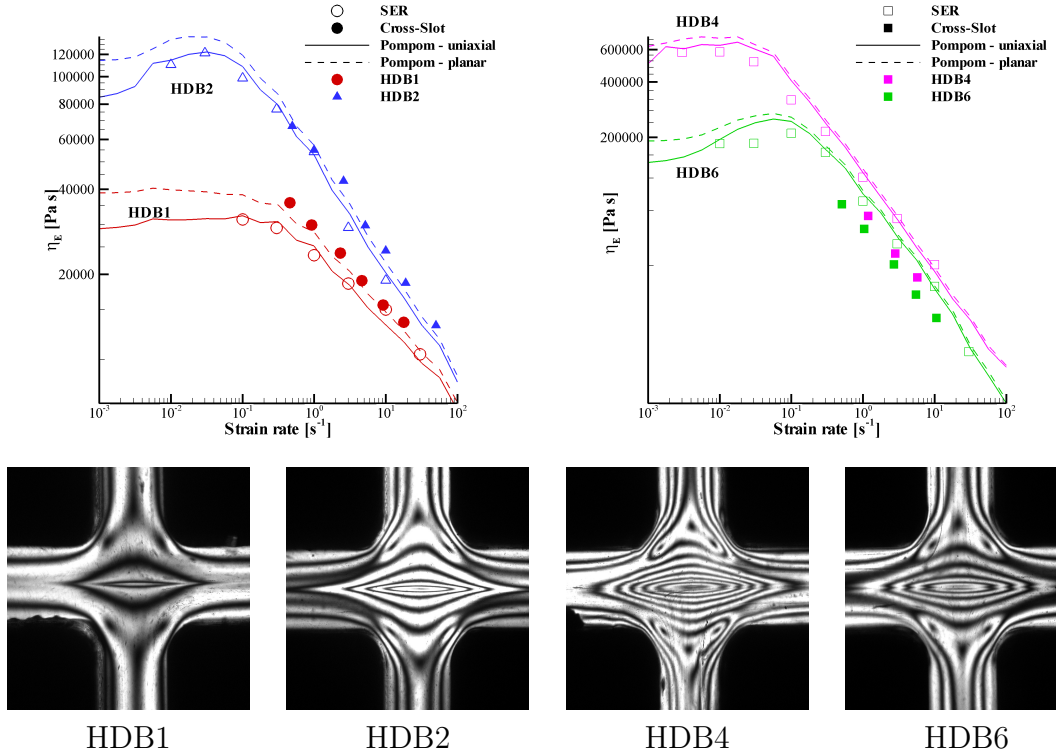 SER
Cross-Slot
Pompom - uniaxial
Pompom - planar
HDB1
HDB2
120000
100000
80000
60000
40000
20000
η_E [Pa s]
HDB2
HDB1
10^-3 10^-2 10^-1 10^0 10^1 10^2
Strain rate [s^-1]
SER
Cross-Slot
Pompom - uniaxial
Pompom - planar
HDB4
HDB6
600000
400000
200000
η_E [Pa s]
HDB4
HDB6
10^-3 10^-2 10^-1 10^0 10^1 10^2
Strain rate [s^-1]
HDB1 HDB2 HDB4 HDB6